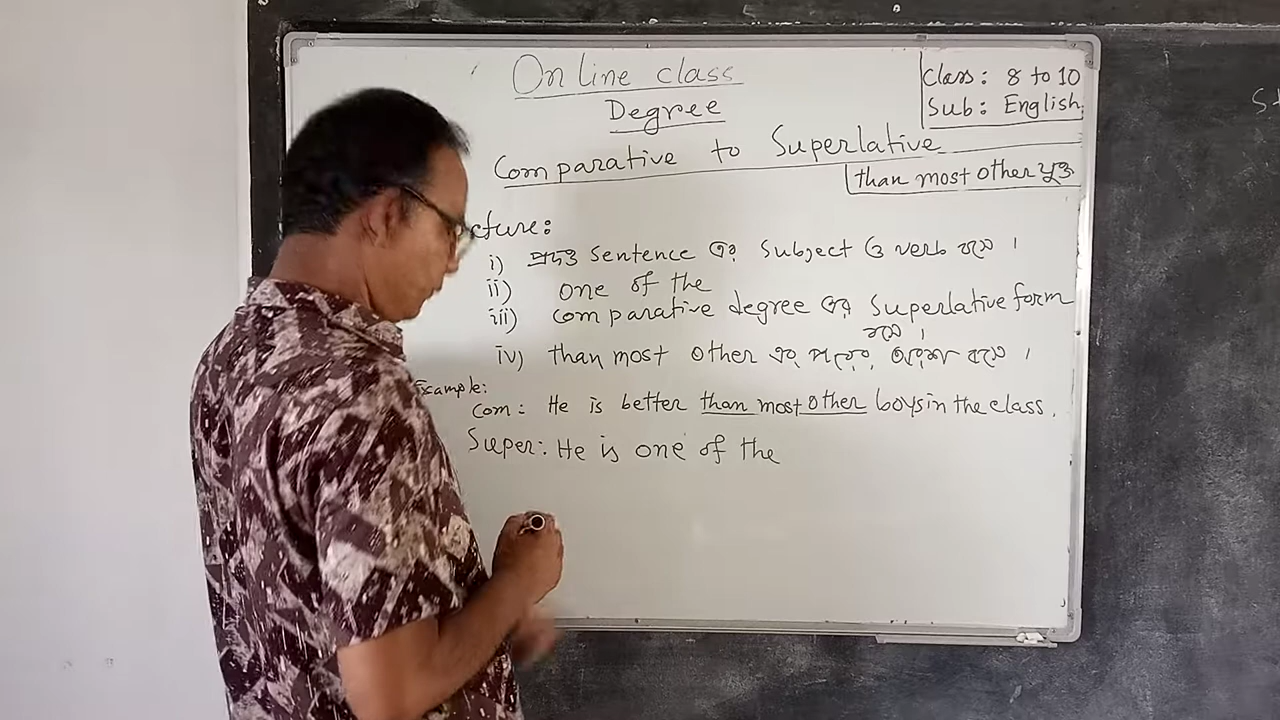 On line class
Class: 8 to 10
Sub: English
Degree
Comparative to Superlative
than most other যুক্ত
cture:
i) প্রদত্ত sentence এর Subject ও verb বসে ।
ii) one of the
iii) comparative degree এর Superlative form
বসে ।
iv) than most other এর পরের অংশ বসে ।
Example:
Com: He is better than most other boys in the class.
Super: He is one of the